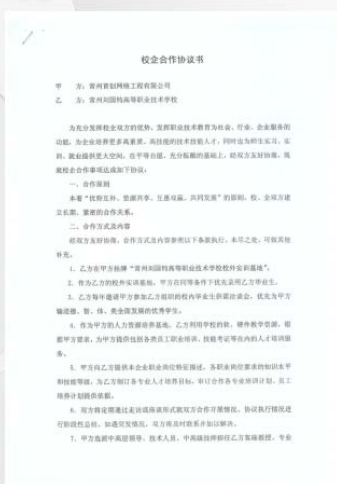 校企合作协议书
甲 方：常州首创网络工程有限公司
乙 方：常州刘国钧高等职业技术学校
为充分发挥校企双方的优势，发挥职业技术教育为社会、行业、企业服务的
功能，为企业培养更多高素质、高技能的技术技能人才，同时也为师生实习、实
训、就业提供更大空间，在平等自愿、充分酝酿的基础上，经双方友好协商，现
就校企合作事项达成如下协议：
一、合作原则
本着“优势互补、资源共享、互惠双赢、共同发展”的原则，校、企双方建
立长期、紧密的合作关系。
二、合作方式及内容
经双方友好协商，合作方式及内容参照以下条款执行，未尽之处，可做其他
补充。
1、乙方在甲方挂牌“常州刘国钧高等职业技术学校校外实训基地”。
2、作为乙方的校外实训基地，甲方在同等条件下优先录用乙方毕业生。
3、乙方每年邀请甲方参加乙方组织的校内毕业生供需洽谈会，优先为甲方
输送德、智、体、美全面发展的优秀学生。
4、作为甲方的人力资源培养基地，乙方利用学校的软、硬件教学资源，根
据甲方要求，为甲方提供包括各类员工职业培训、技能考证等在内的人才培训服
务。
5、甲方向乙方提供本企业职业岗位特征描述，各职业岗位要求的知识水平
和技能等级，为乙方制订各专业人才培养目标，审订合作各专业培训计划、员工
培养计划提供依据。
6、双方将定期通过走访或座谈形式就双方合作开展情况、协议执行情况进
行阶段性总结，如遇突发情况，双方将及时联系并加以解决。
7、甲方选派中高层领导、技术人员、中高级技师担任乙方客座教授、专业